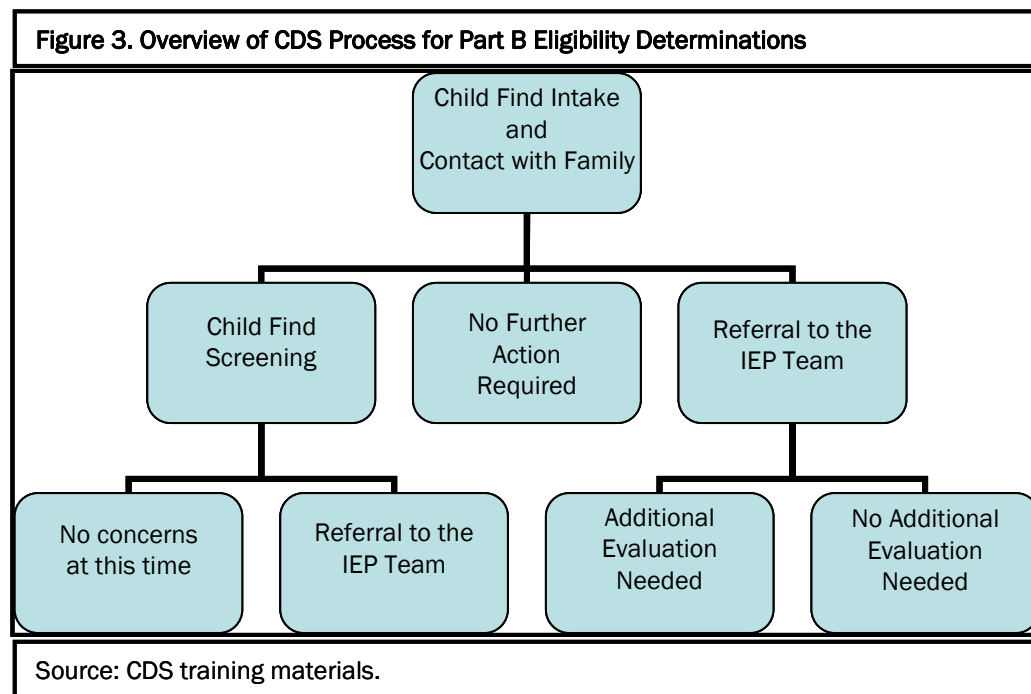 Figure 3. Overview of CDS Process for Part B Eligibility Determinations
Child Find Intake
and
Contact with Family
Child Find
Screening
No Further
Action
Required
Referral to the
IEP Team
No concerns
at this time
Referral to the
IEP Team
Additional
Evaluation
Needed
No Additional
Evaluation
Needed
Source: CDS training materials.